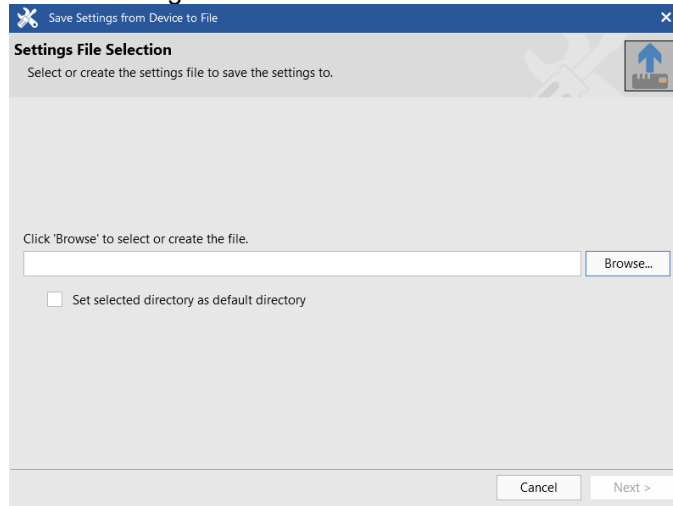 Save Settings from Device to File
Settings File Selection
Select or create the settings file to save the settings to.
Click 'Browse' to select or create the file.
Browse...
Set selected directory as default directory
Cancel
Next >